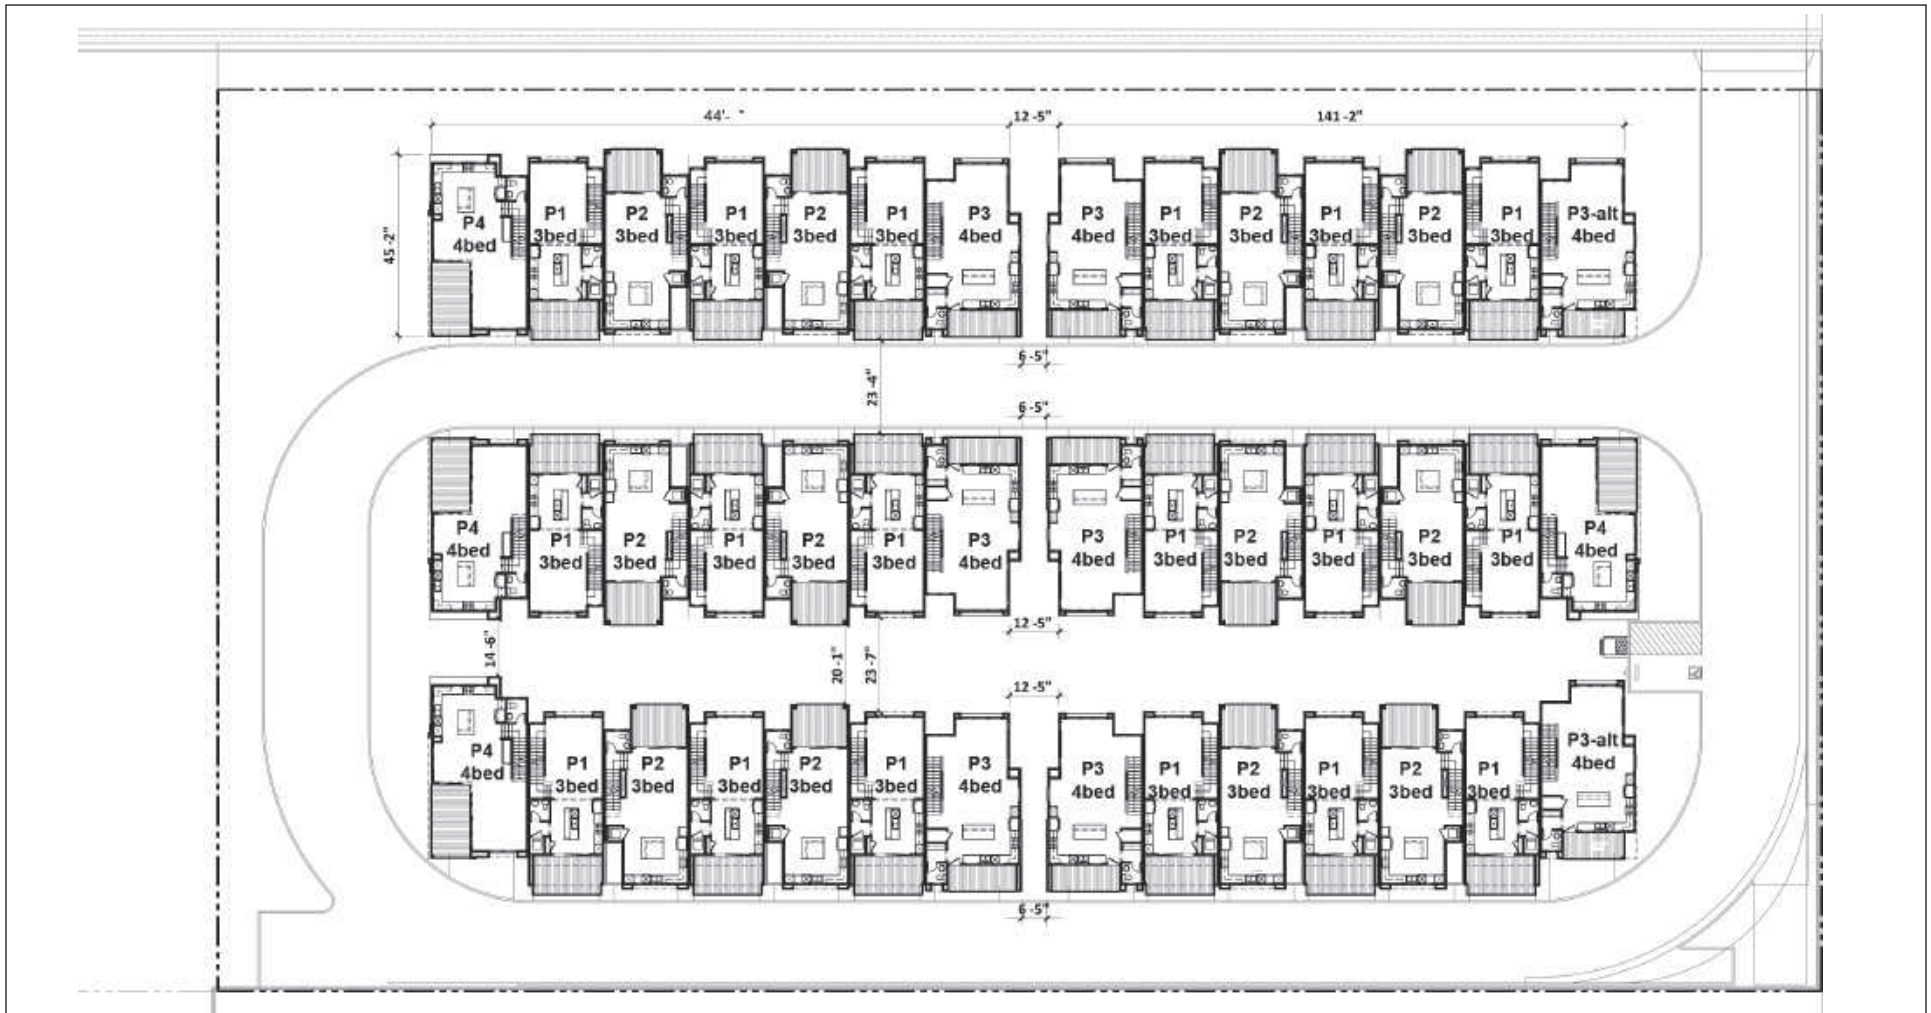 44'- "
12 -5"
141 -2"
45 -2"
P4
4bed
P1
3bed
P2
3bed
P1
3bed
P2
3bed
P1
3bed
P3
4bed
P3
4bed
P1
3bed
P2
3bed
P1
3bed
P2
3bed
P1
3bed
P3-alt
4bed
6 -5"
23 -4"
6 -5"
P4
4bed
P1
3bed
P2
3bed
P1
3bed
P2
3bed
P1
3bed
P3
4bed
P3
4bed
P1
3bed
P2
3bed
P1
3bed
P2
3bed
P1
3bed
P4
4bed
12 -5"
14 -6"
20 -1"
23 -7"
12 -5"
P4
4bed
P1
3bed
P2
3bed
P1
3bed
P2
3bed
P1
3bed
P3
4bed
P3
4bed
P1
3bed
P2
3bed
P1
3bed
P2
3bed
P1
3bed
P3-alt
4bed
6 -5"